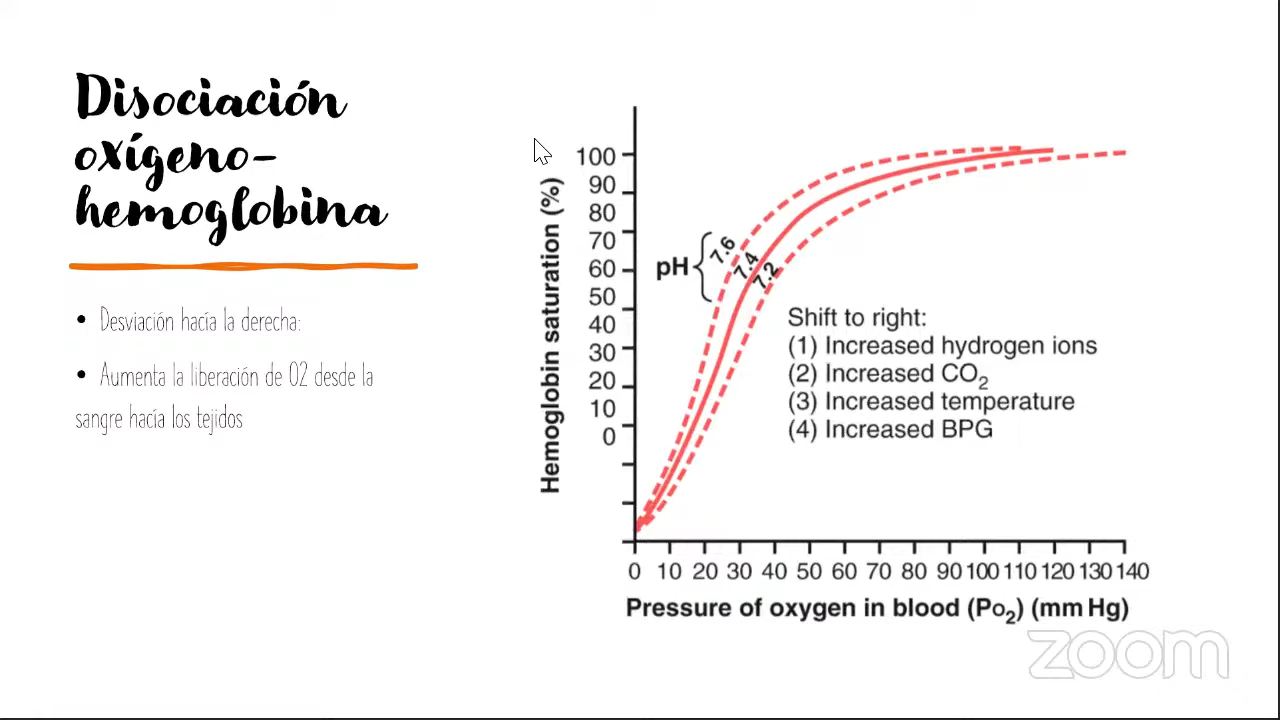 Disociación
oxígeno-
hemoglobina
• Desviación hacía la derecha:
• Aumenta la liberación de O2 desde la
sangre hacía los tejidos
Hemoglobin saturation (%)
100
90
80
70
60
50
40
30
20
10
0
pH
7.6
7.4
7.2
Shift to right:
(1) Increased hydrogen ions
(2) Increased CO₂
(3) Increased temperature
(4) Increased BPG
0 10 20 30 40 50 60 70 80 90 100 110 120 130 140
Pressure of oxygen in blood (Po₂) (mm Hg)
zoom